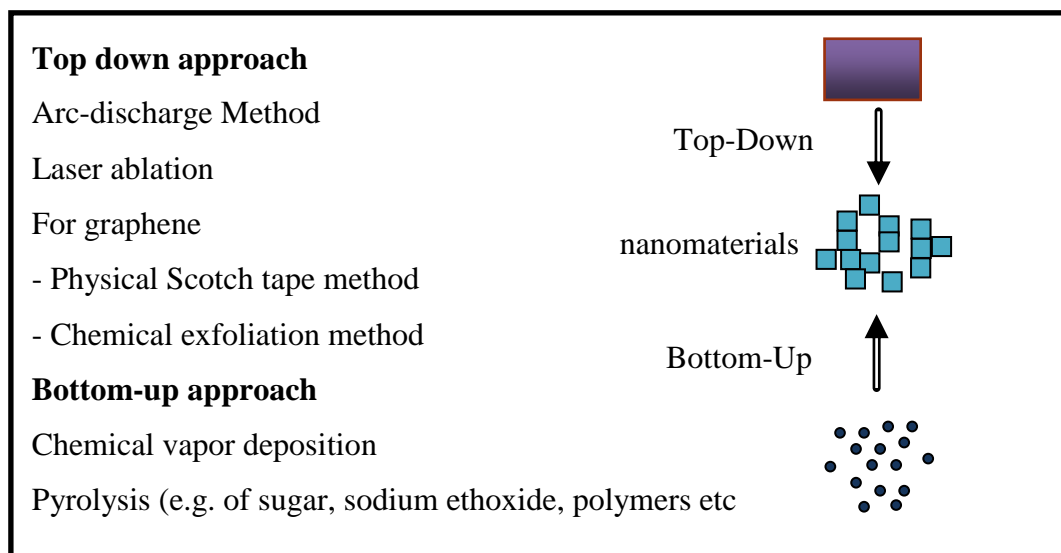 Top down approach
Arc-discharge Method
Laser ablation
For graphene
- Physical Scotch tape method
- Chemical exfoliation method
Bottom-up approach
Chemical vapor deposition
Pyrolysis (e.g. of sugar, sodium ethoxide, polymers etc
Top-Down
nanomaterials
Bottom-Up